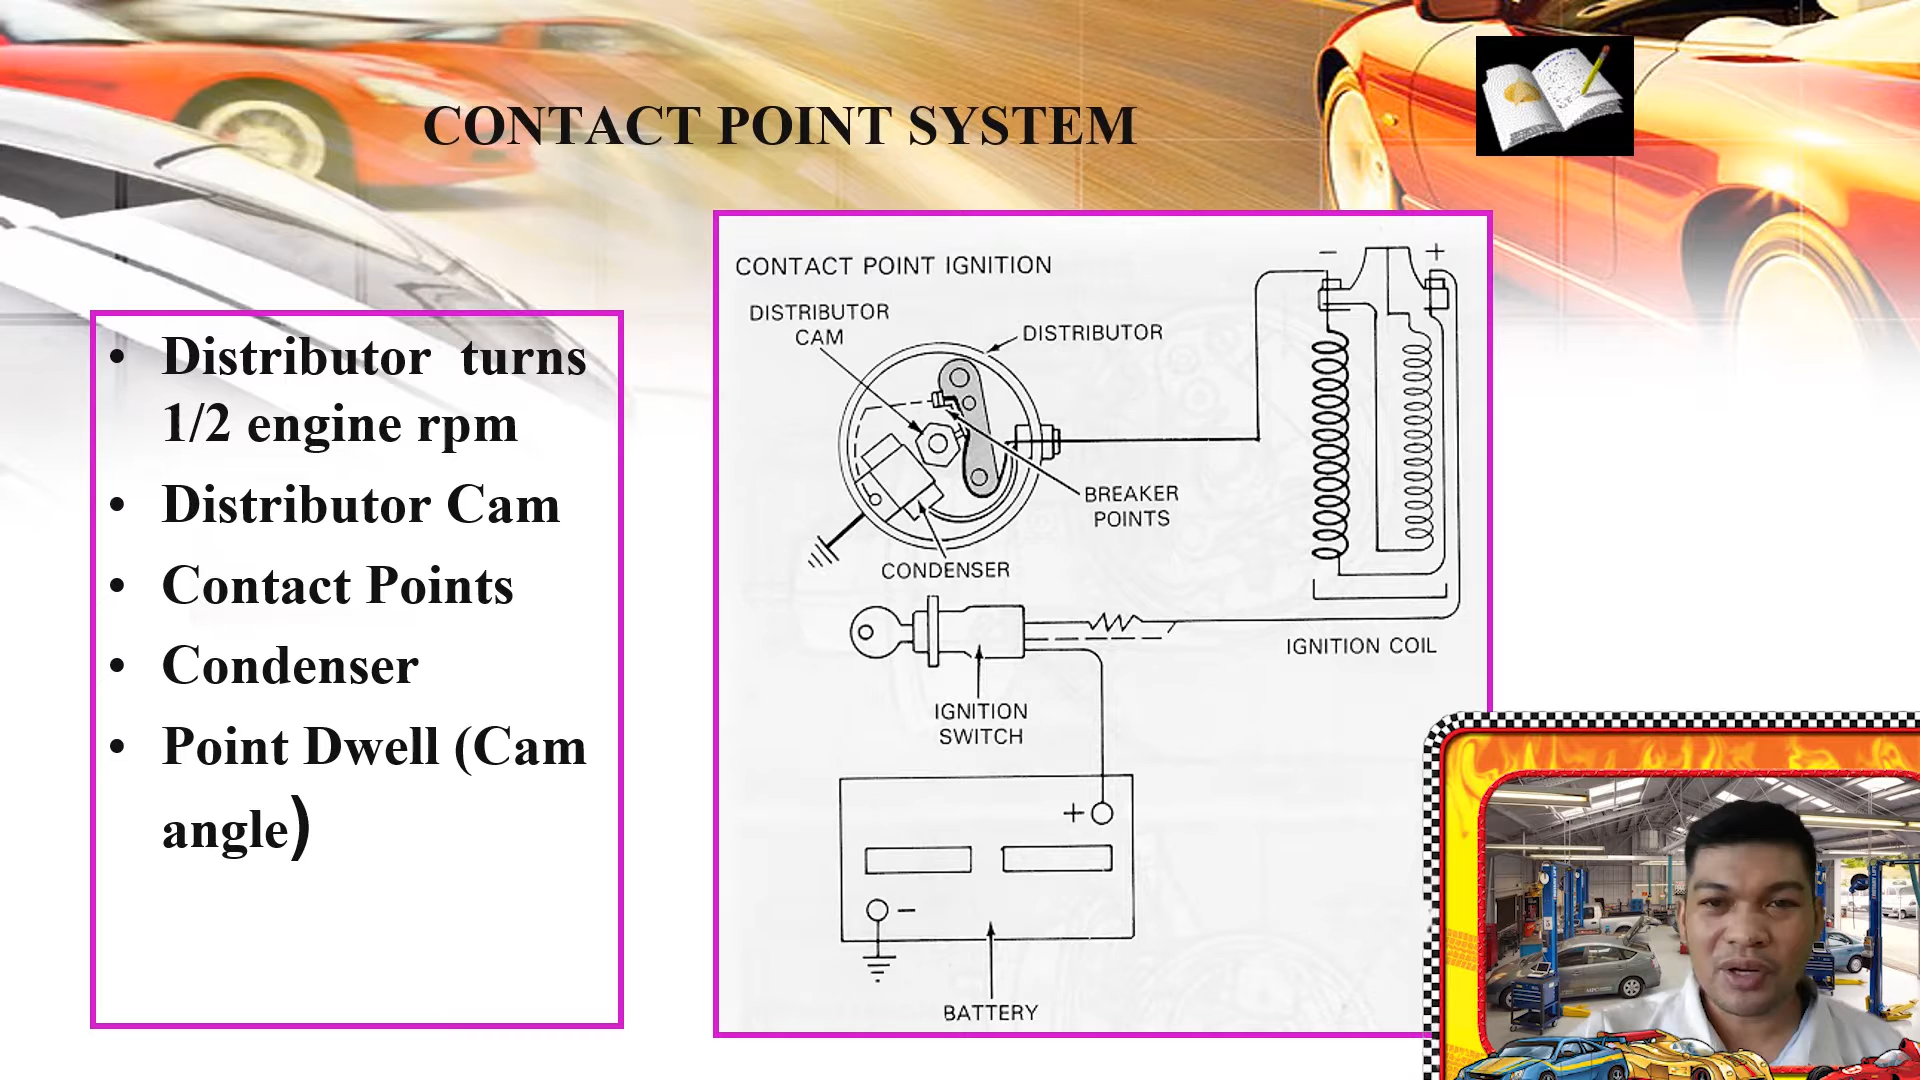 CONTACT POINT SYSTEM
• Distributor turns
1/2 engine rpm
• Distributor Cam
• Contact Points
• Condenser
• Point Dwell (Cam
angle)
CONTACT POINT IGNITION
DISTRIBUTOR
CAM
DISTRIBUTOR
BREAKER
POINTS
CONDENSER
- +
IGNITION COIL
IGNITION
SWITCH
+
-
BATTERY